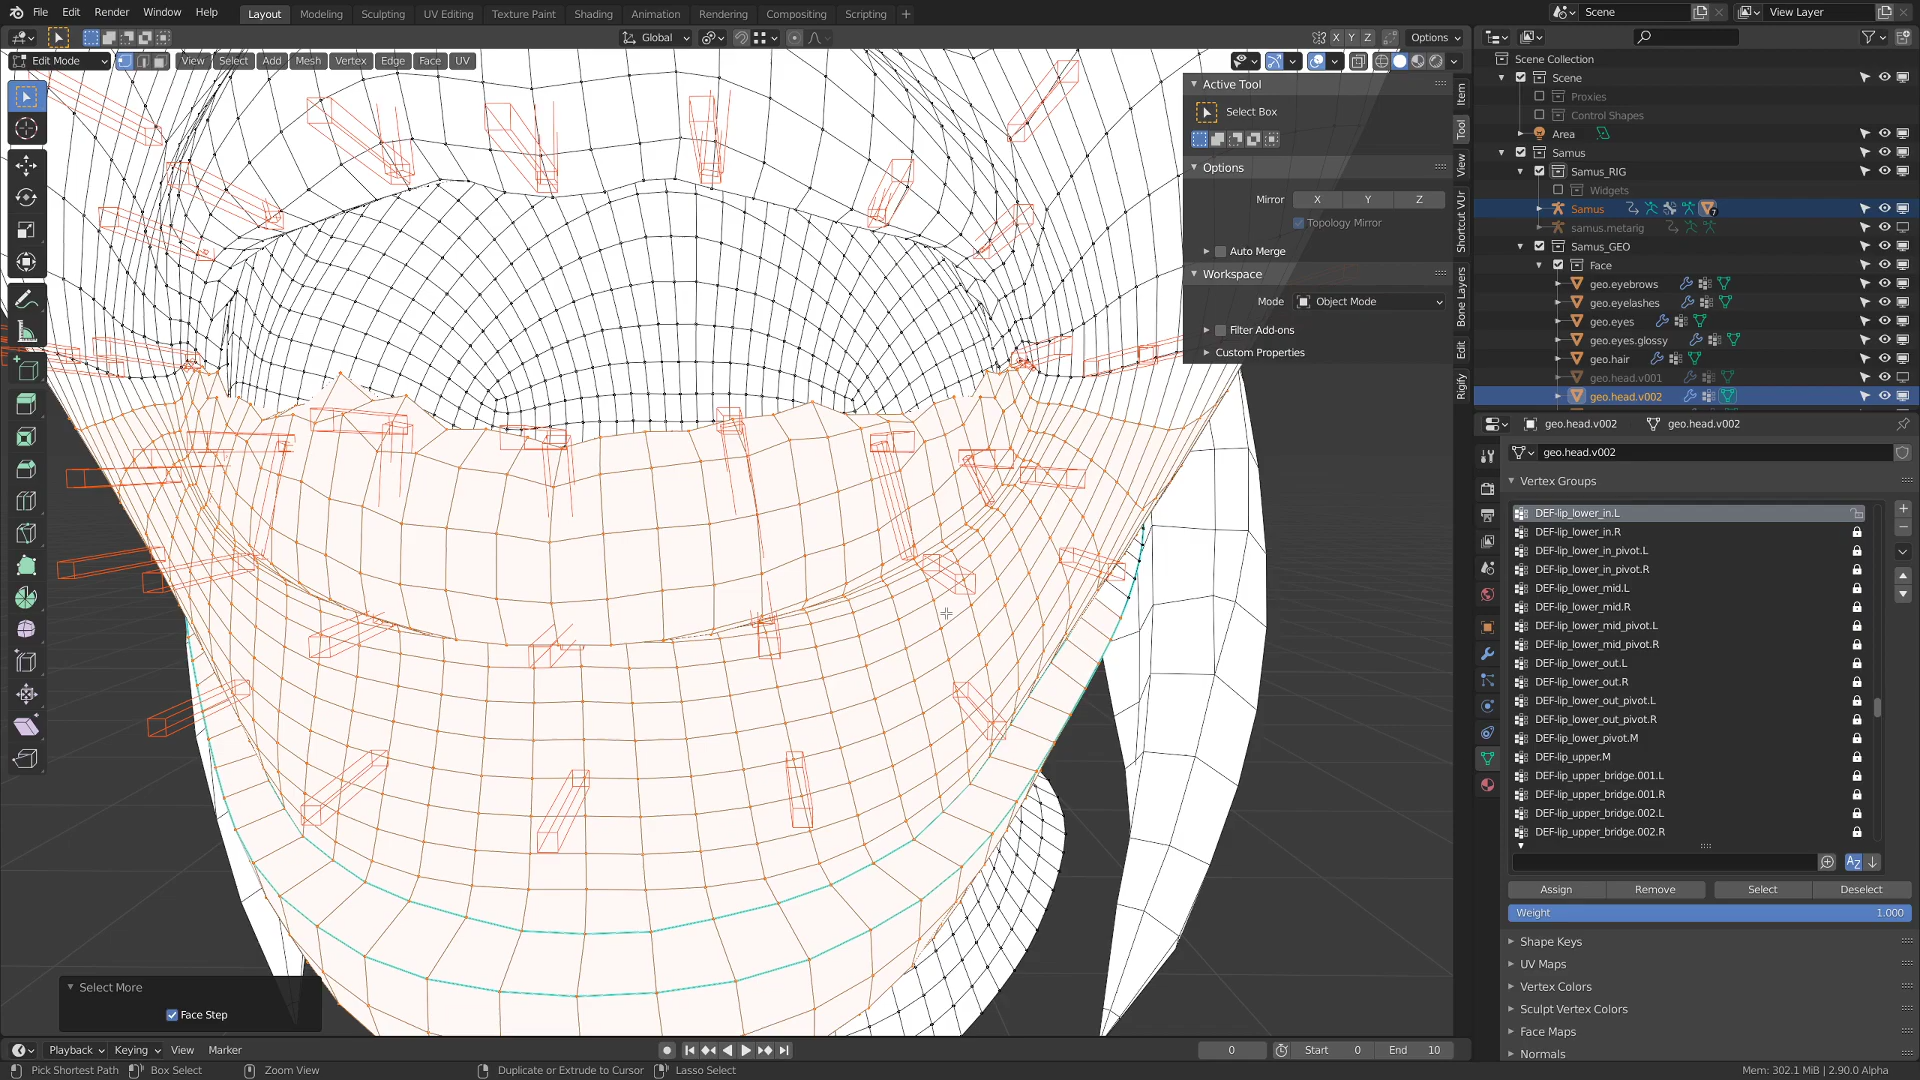 File Edit Render Window Help Layout Modeling Sculpting UV Editing Texture Paint Shading Animation Rendering Compositing Scripting + Scene View Layer
Global X Y Z Options
Edit Mode View Select Add Mesh Vertex Edge Face UV
Active Tool
Select Box
Options
Mirror X Y Z
Topology Mirror
Auto Merge
Workspace
Mode Object Mode
Filter Add-ons
Custom Properties
Item
Tool
View
Shortcut VUr
Bone Layers
Edit
Rigify
Scene Collection
Scene
Proxies
Control Shapes
Area
Samus
Samus_RIG
Widgets
Samus 7
samus.metarig
Samus_GEO
Face
geo.eyebrows
geo.eyelashes
geo.eyes
geo.eyes.glossy
geo.hair
geo.head.v001
geo.head.v002
geo.head.v002 geo.head.v002
geo.head.v002
Vertex Groups
DEF-lip_lower_in.L
DEF-lip_lower_in.R
DEF-lip_lower_in_pivot.L
DEF-lip_lower_in_pivot.R
DEF-lip_lower_mid.L
DEF-lip_lower_mid.R
DEF-lip_lower_mid_pivot.L
DEF-lip_lower_mid_pivot.R
DEF-lip_lower_out.L
DEF-lip_lower_out.R
DEF-lip_lower_out_pivot.L
DEF-lip_lower_out_pivot.R
DEF-lip_lower_pivot.M
DEF-lip_upper.M
DEF-lip_upper_bridge.001.L
DEF-lip_upper_bridge.001.R
DEF-lip_upper_bridge.002.L
DEF-lip_upper_bridge.002.R
AZ
Assign Remove Select Deselect
Weight 1.000
Shape Keys
UV Maps
Vertex Colors
Sculpt Vertex Colors
Face Maps
Normals
Select More
Face Step
Playback Keying View Marker 0 Start 0 End 10
Pick Shortest Path Box Select Zoom View Duplicate or Extrude to Cursor Lasso Select Mem: 302.1 MiB | 2.90.0 Alpha